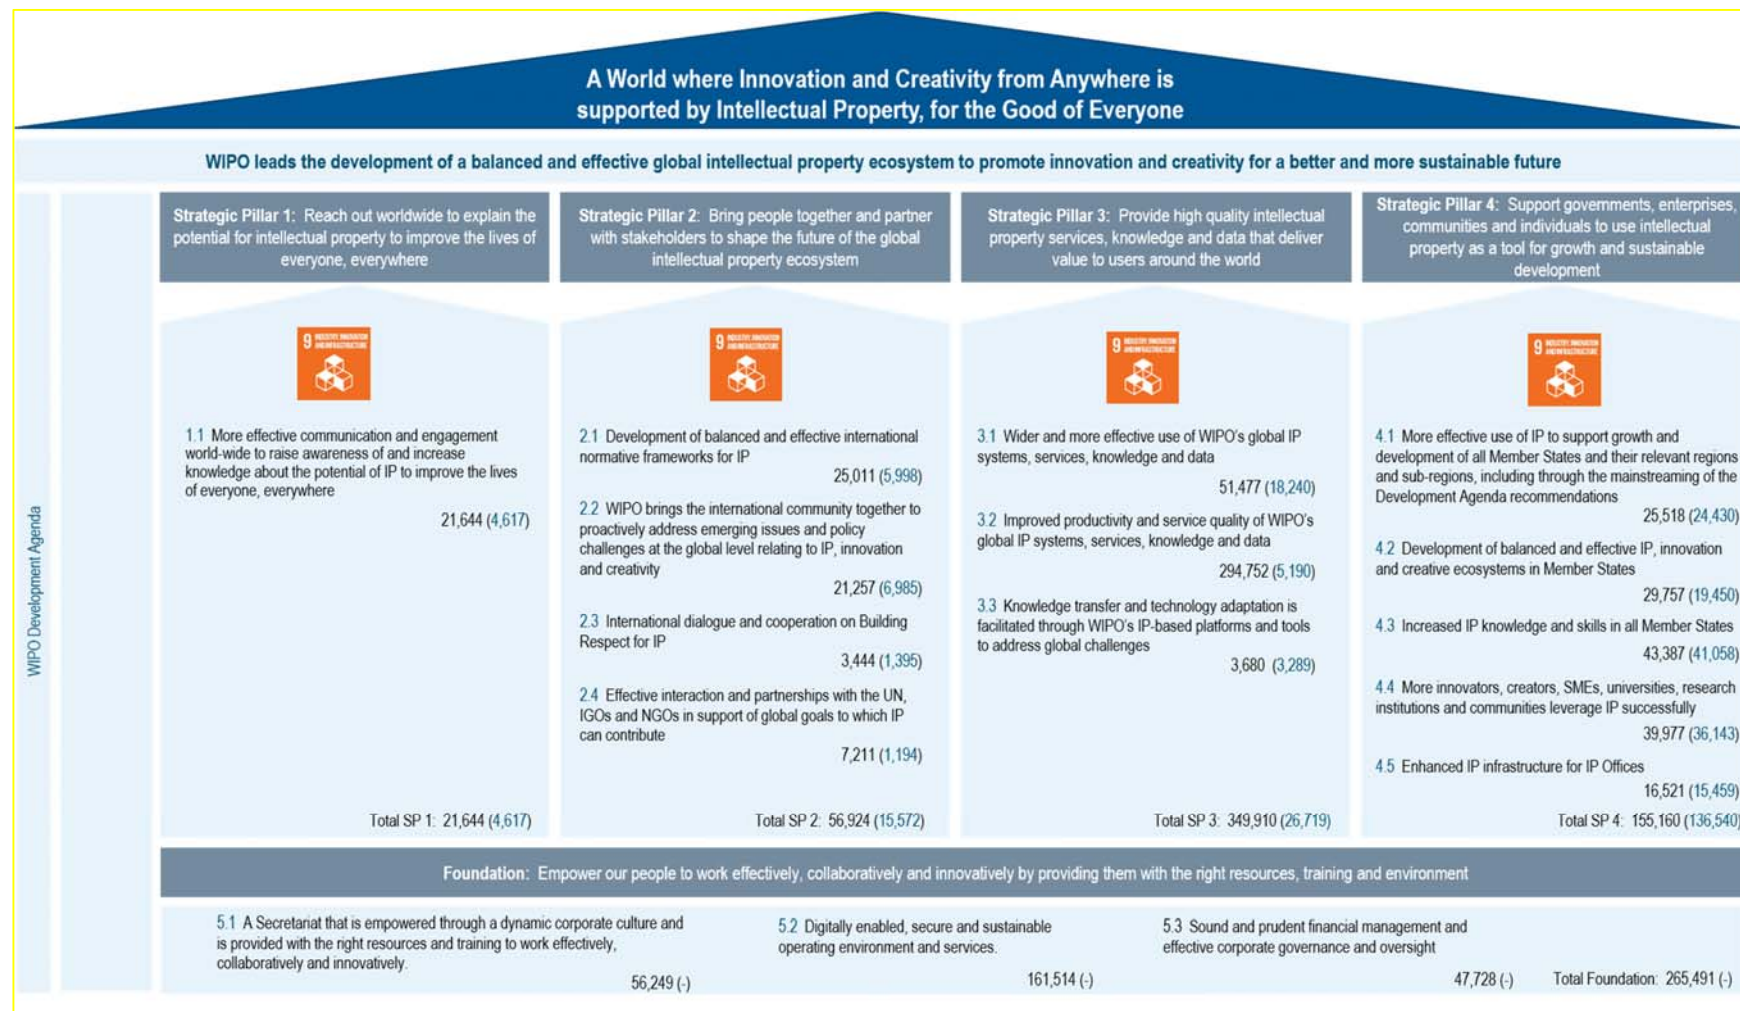 A World where Innovation and Creativity from Anywhere is
supported by Intellectual Property, for the Good of Everyone
WIPO leads the development of a balanced and effective global intellectual property ecosystem to promote innovation and creativity for a better and more sustainable future
WIPO Development Agenda
Strategic Pillar 1: Reach out worldwide to explain the
potential for intellectual property to improve the lives of
everyone, everywhere
9 INDUSTRY, INNOVATION
AND INFRASTRUCTURE
1.1 More effective communication and engagement
world-wide to raise awareness of and increase
knowledge about the potential of IP to improve the lives
of everyone, everywhere
21,644 (4,617)
Total SP 1: 21,644 (4,617)
Strategic Pillar 2: Bring people together and partner
with stakeholders to shape the future of the global
intellectual property ecosystem
9 INDUSTRY, INNOVATION
AND INFRASTRUCTURE
2.1 Development of balanced and effective international
normative frameworks for IP
25,011 (5,998)
2.2 WIPO brings the international community together to
proactively address emerging issues and policy
challenges at the global level relating to IP, innovation
and creativity
21,257 (6,985)
2.3 International dialogue and cooperation on Building
Respect for IP
3,444 (1,395)
2.4 Effective interaction and partnerships with the UN,
IGOs and NGOs in support of global goals to which IP
can contribute
7,211 (1,194)
Total SP 2: 56,924 (15,572)
Strategic Pillar 3: Provide high quality intellectual
property services, knowledge and data that deliver
value to users around the world
9 INDUSTRY, INNOVATION
AND INFRASTRUCTURE
3.1 Wider and more effective use of WIPO's global IP
systems, services, knowledge and data
51,477 (18,240)
3.2 Improved productivity and service quality of WIPO's
global IP systems, services, knowledge and data
294,752 (5,190)
3.3 Knowledge transfer and technology adaptation is
facilitated through WIPO's IP-based platforms and tools
to address global challenges
3,680 (3,289)
Total SP 3: 349,910 (26,719)
Strategic Pillar 4: Support governments, enterprises,
communities and individuals to use intellectual
property as a tool for growth and sustainable
development
9 INDUSTRY, INNOVATION
AND INFRASTRUCTURE
4.1 More effective use of IP to support growth and
development of all Member States and their relevant regions
and sub-regions, including through the mainstreaming of the
Development Agenda recommendations
25,518 (24,430)
4.2 Development of balanced and effective IP, innovation
and creative ecosystems in Member States
29,757 (19,450)
4.3 Increased IP knowledge and skills in all Member States
43,387 (41,058)
4.4 More innovators, creators, SMEs, universities, research
institutions and communities leverage IP successfully
39,977 (36,143)
4.5 Enhanced IP infrastructure for IP Offices
16,521 (15,459)
Total SP 4: 155,160 (136,540)
Foundation: Empower our people to work effectively, collaboratively and innovatively by providing them with the right resources, training and environment
5.1 A Secretariat that is empowered through a dynamic corporate culture and
is provided with the right resources and training to work effectively,
collaboratively and innovatively.
56,249 (-)
5.2 Digitally enabled, secure and sustainable
operating environment and services.
161,514 (-)
5.3 Sound and prudent financial management and
effective corporate governance and oversight
47,728 (-)
Total Foundation: 265,491 (-)